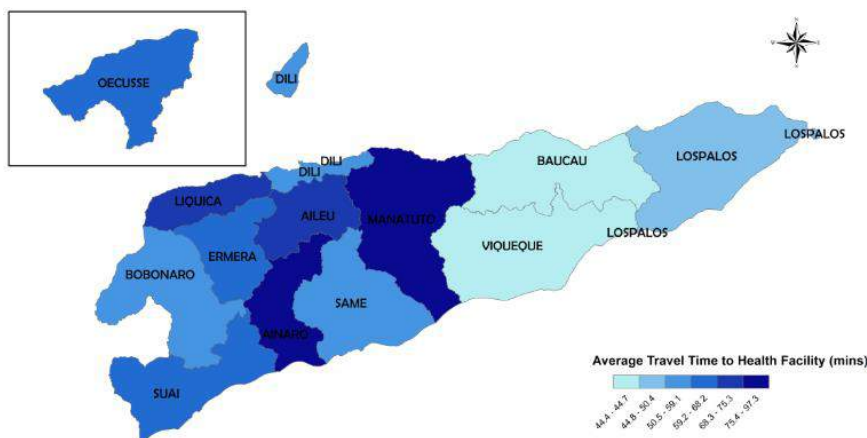 OECUSSE
DILI
N
W
E
S
DILI
DILI
BAUCAU
LOSPALOS
LOSPALOS
LIQUICA
AILEU
MANATUTO
ERMERA
VIQUEQUE
LOSPALOS
BOBONARO
SAME
AINARO
SUAI
Average Travel Time to Health Facility (mins)
44.4 - 44.7
44.8 - 50.4
50.5 - 59.1
59.2 - 68.2
68.3 - 75.3
75.4 - 97.3